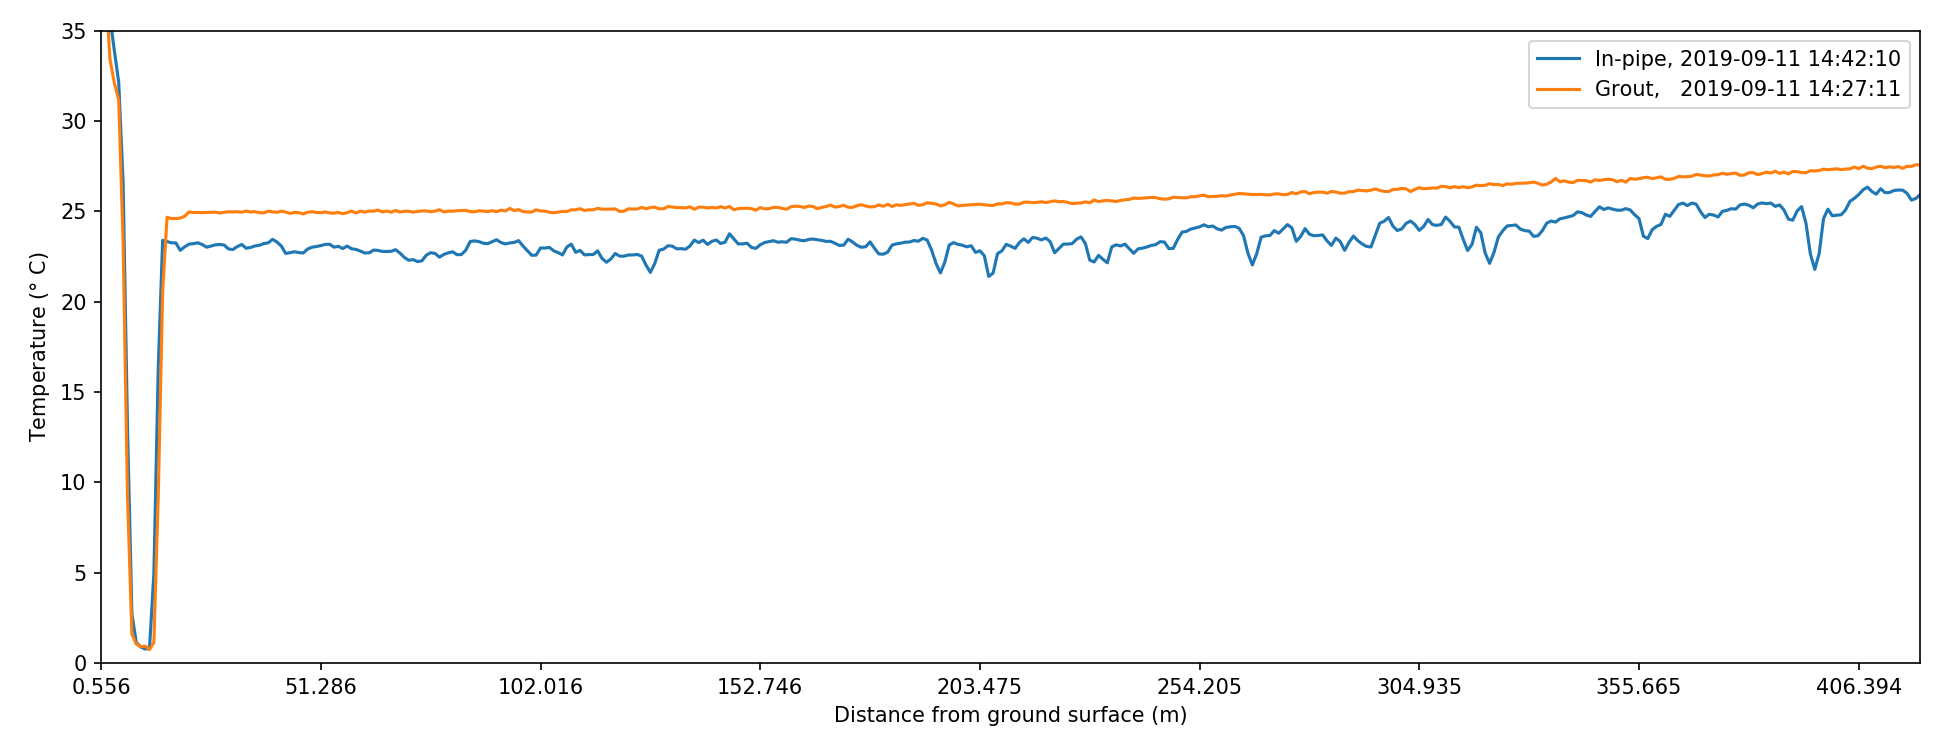 35
30
25
20
15
10
5
0
Temperature (° C)
In-pipe, 2019-09-11 14:42:10
Grout, 2019-09-11 14:27:11
0.556 51.286 102.016 152.746 203.475 254.205 304.935 355.665 406.394
Distance from ground surface (m)